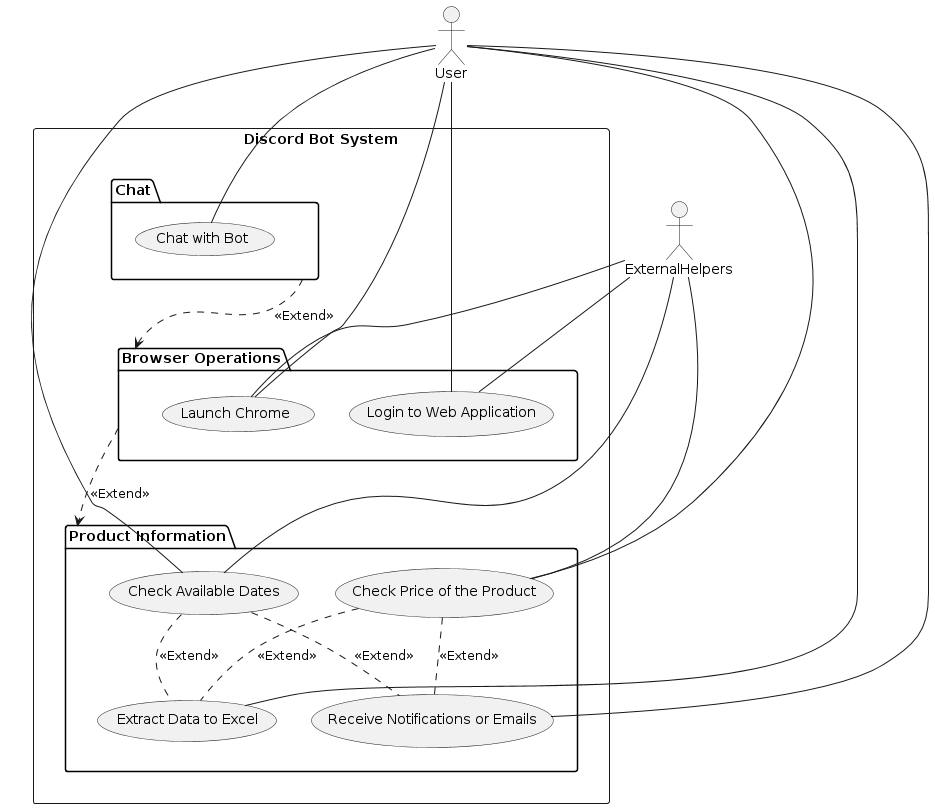 User
Discord Bot System
Chat
Chat with Bot
ExternalHelpers
«Extend»
Browser Operations
Launch Chrome
Login to Web Application
«Extend»
Product Information
Check Available Dates
Check Price of the Product
«Extend»
«Extend»
«Extend»
«Extend»
Extract Data to Excel
Receive Notifications or Emails